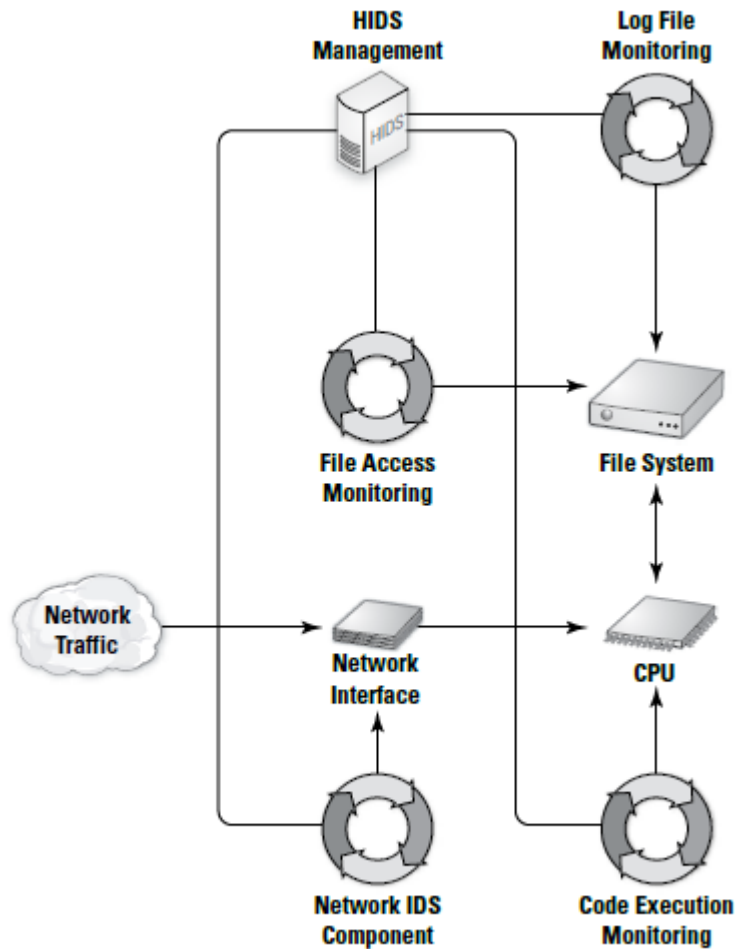 HIDS
Management
Log File
Monitoring
HIDS
File Access
Monitoring
File System
Network
Traffic
Network
Interface
CPU
Network IDS
Component
Code Execution
Monitoring